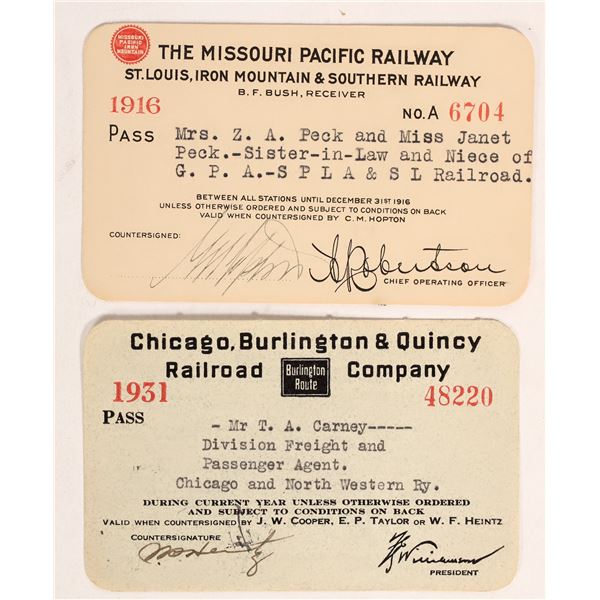 MISSOURI
PACIFIC
IRON
MOUNTAIN
THE MISSOURI PACIFIC RAILWAY
ST. LOUIS, IRON MOUNTAIN & SOUTHERN RAILWAY
B. F. BUSH, RECEIVER
1916 NO. A 6704
PASS Mrs. Z. A. Peck and Miss Janet
Peck.-Sister-in-Law and Niece of
G. P. A.-S P L A & S L Railroad.
BETWEEN ALL STATIONS UNTIL DECEMBER 31ST 1916
UNLESS OTHERWISE ORDERED AND SUBJECT TO CONDITIONS ON BACK
VALID WHEN COUNTERSIGNED BY C. M. HOPTON
COUNTERSIGNED:
A Robertson
CHIEF OPERATING OFFICER
Chicago, Burlington & Quincy
Railroad Burlington Route Company
1931 48220
PASS
- Mr T. A. Carney-----
Division Freight and
Passenger Agent.
Chicago and North Western Ry.
DURING CURRENT YEAR UNLESS OTHERWISE ORDERED
AND SUBJECT TO CONDITIONS ON BACK
VALID WHEN COUNTERSIGNED BY J. W. COOPER, E. P. TAYLOR OR W. F. HEINTZ
COUNTERSIGNATURE
PRESIDENT